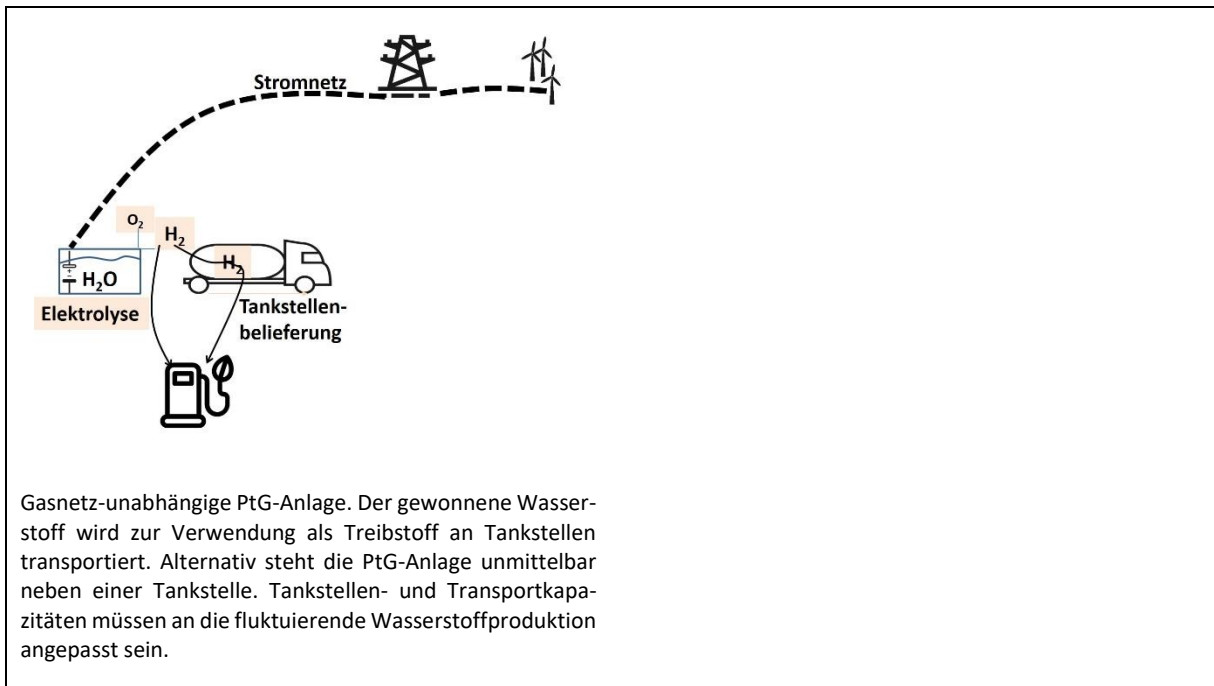 Stromnetz
O₂
H₂
H₂
H₂O
Elektrolyse
Tankstellen-
belieferung
Gasnetz-unabhängige PtG-Anlage. Der gewonnene Wasser-
stoff wird zur Verwendung als Treibstoff an Tankstellen
transportiert. Alternativ steht die PtG-Anlage unmittelbar
neben einer Tankstelle. Tankstellen- und Transportkapa-
zitäten müssen an die fluktuierende Wasserstoffproduktion
angepasst sein.